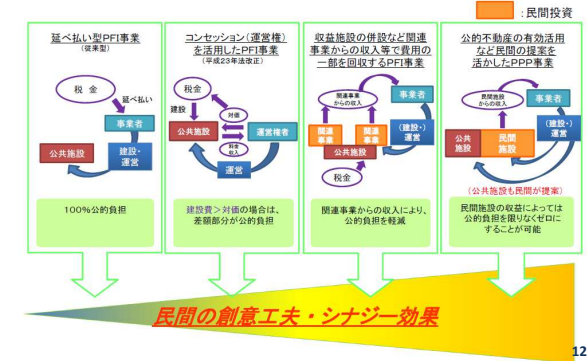 ：民間投資
延べ払い型PFI事業
（従来型）
税 金
延べ払い
事業者
公共施設
建設・
運営
100%公的負担
コンセッション（運営権）
を活用したPFI事業
（平成23年法改正）
税金
建設
対価
公共施設
運営権者
料金
収入
運営
建設費＞対価の場合は、
差額部分が公的負担
収益施設の併設など関連
事業からの収入等で費用の
一部を回収するPFI事業
関連事業
からの収入
事業者
関連
事業
関連
事業
（建設・）
運営
公共施設
税金
関連事業からの収入により、
公的負担を軽減
公的不動産の有効活用
など民間の提案を
活かしたPPP事業
民間施設
からの収入
事業者
（建設・）
運営
公共
施設
民間
施設
（公共施設も民間が提案）
民間施設の収益によっては
公的負担を限りなくゼロに
することが可能
民間の創意工夫・シナジー効果
12